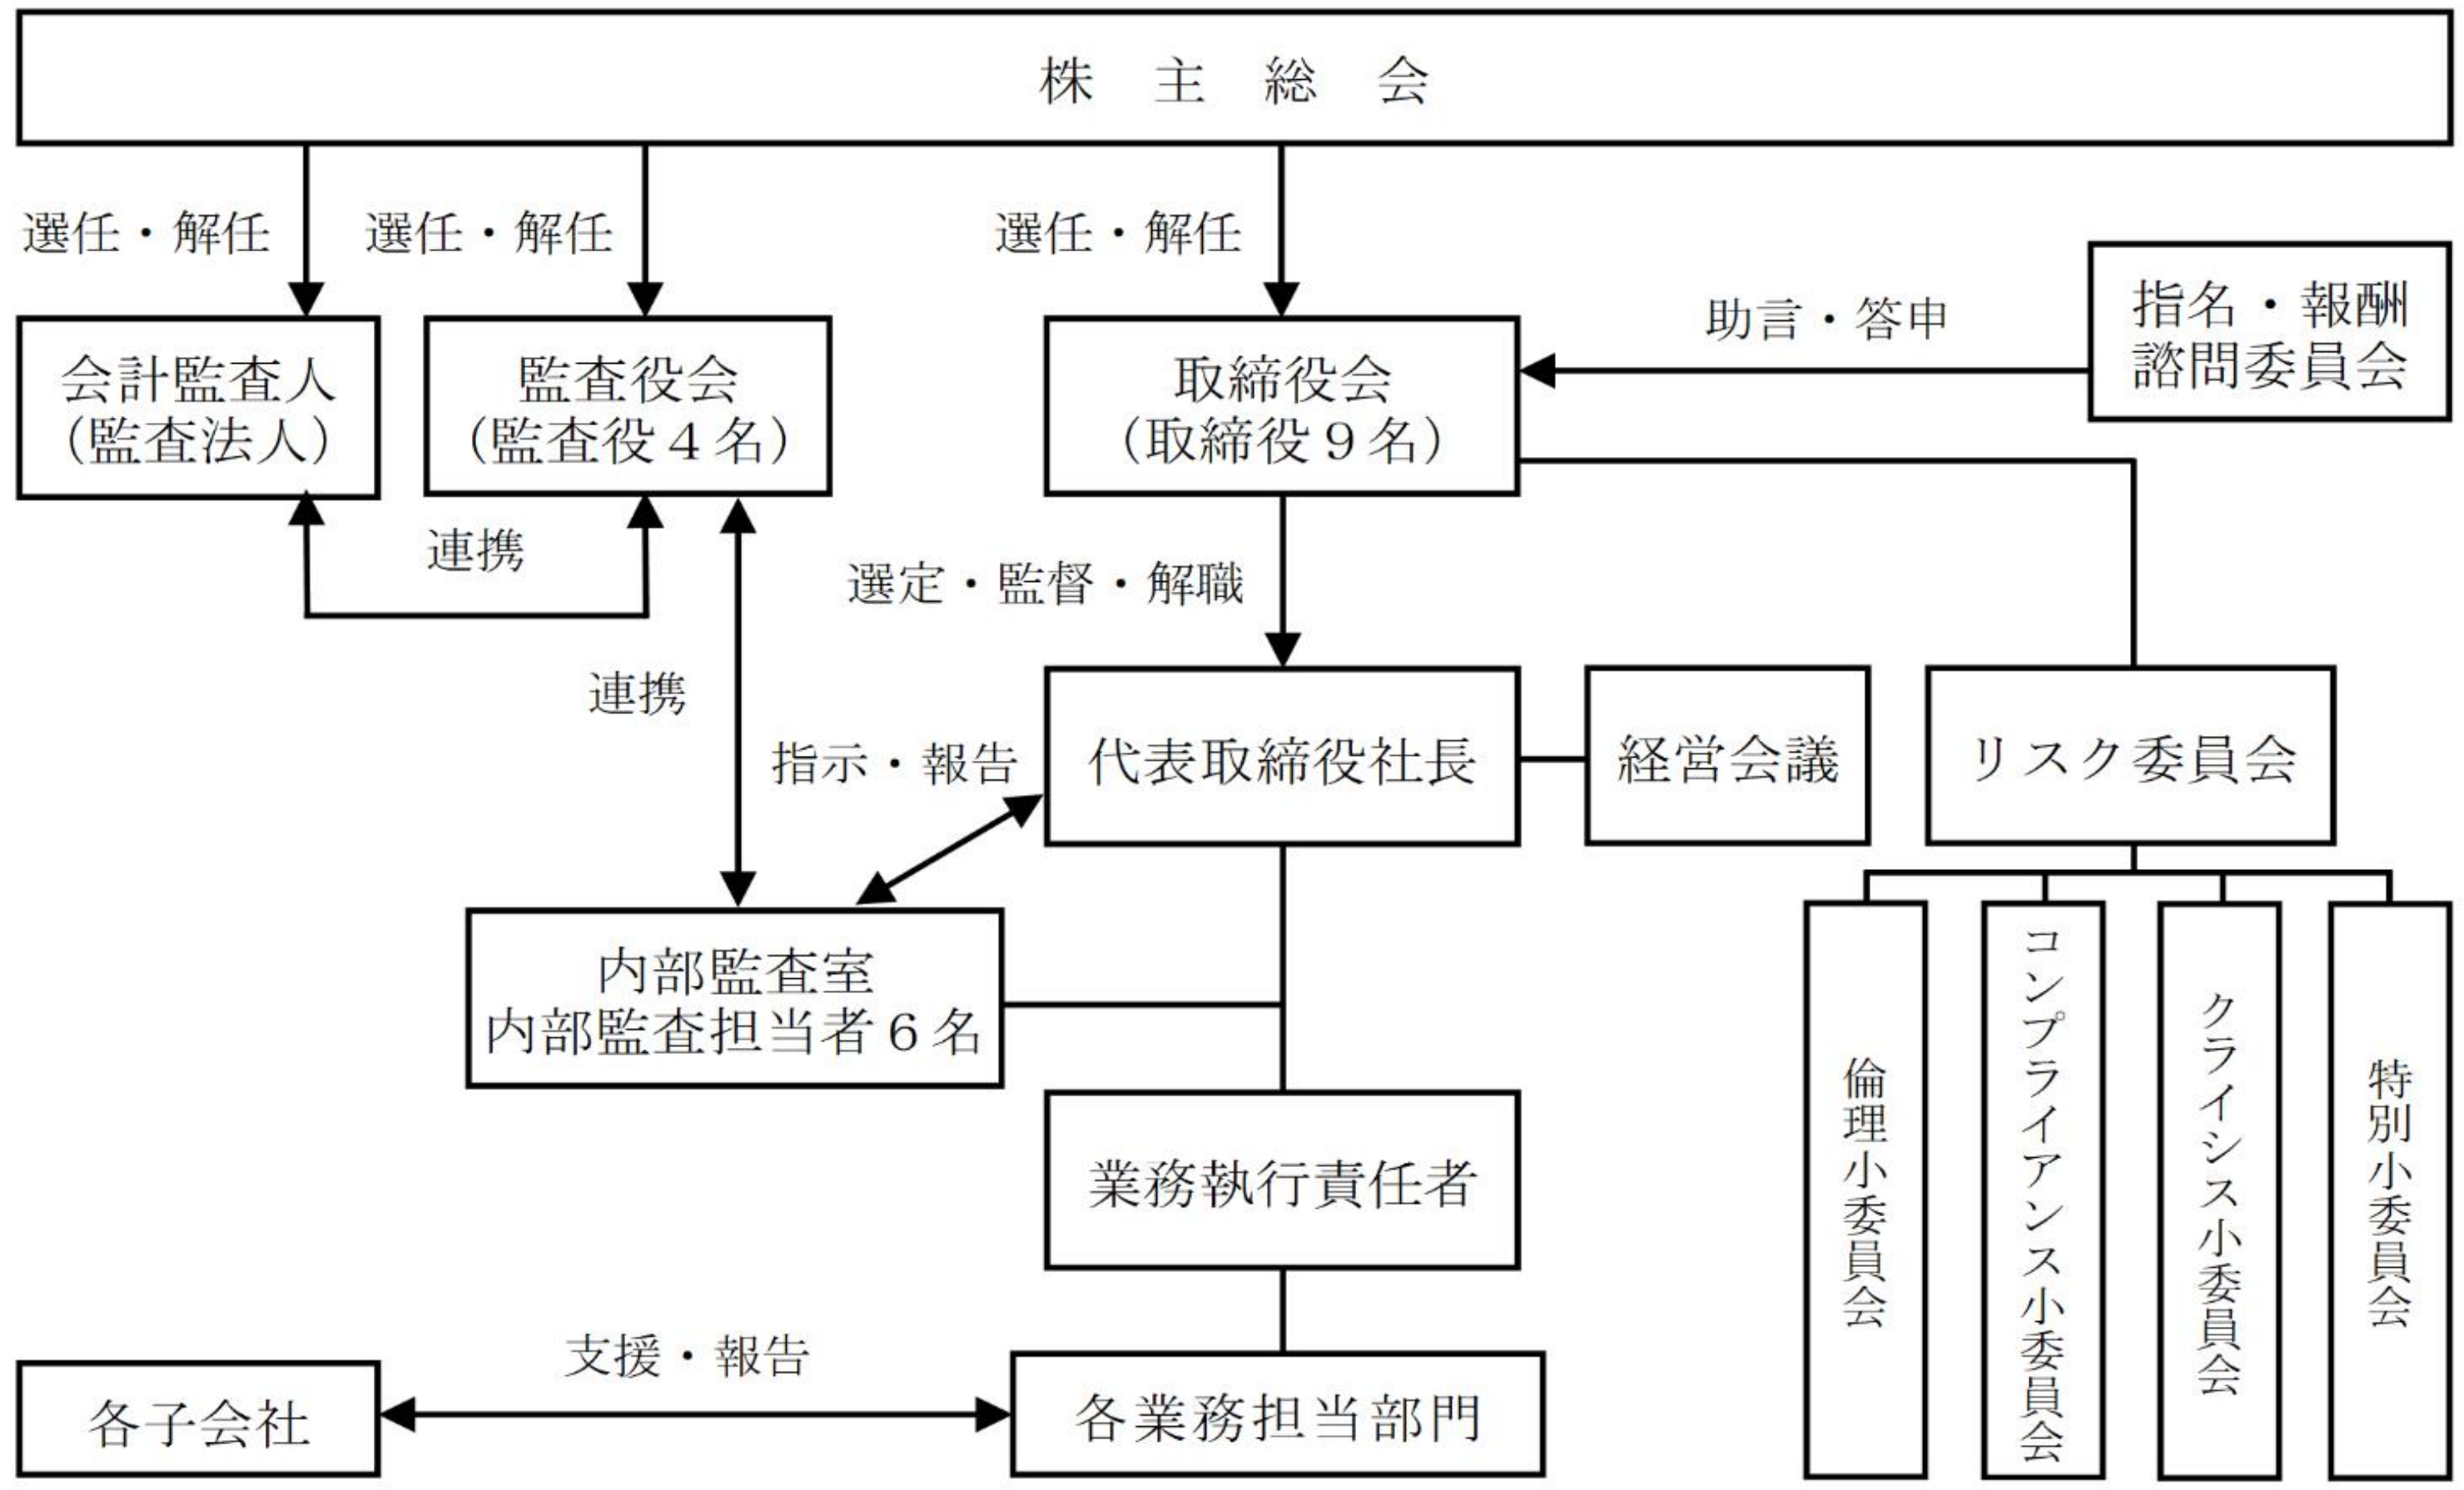 株主総会
選任・解任
選任・解任
選任・解任
会計監査人
（監査法人）
監査役会
（監査役４名）
取締役会
（取締役９名）
助言・答申
指名・報酬
諮問委員会
連携
選定・監督・解職
連携
指示・報告
代表取締役社長
経営会議
リスク委員会
内部監査室
内部監査担当者６名
倫理小委員会
コンプライアンス小委員会
クライシス小委員会
特別小委員会
業務執行責任者
支援・報告
各子会社
各業務担当部門